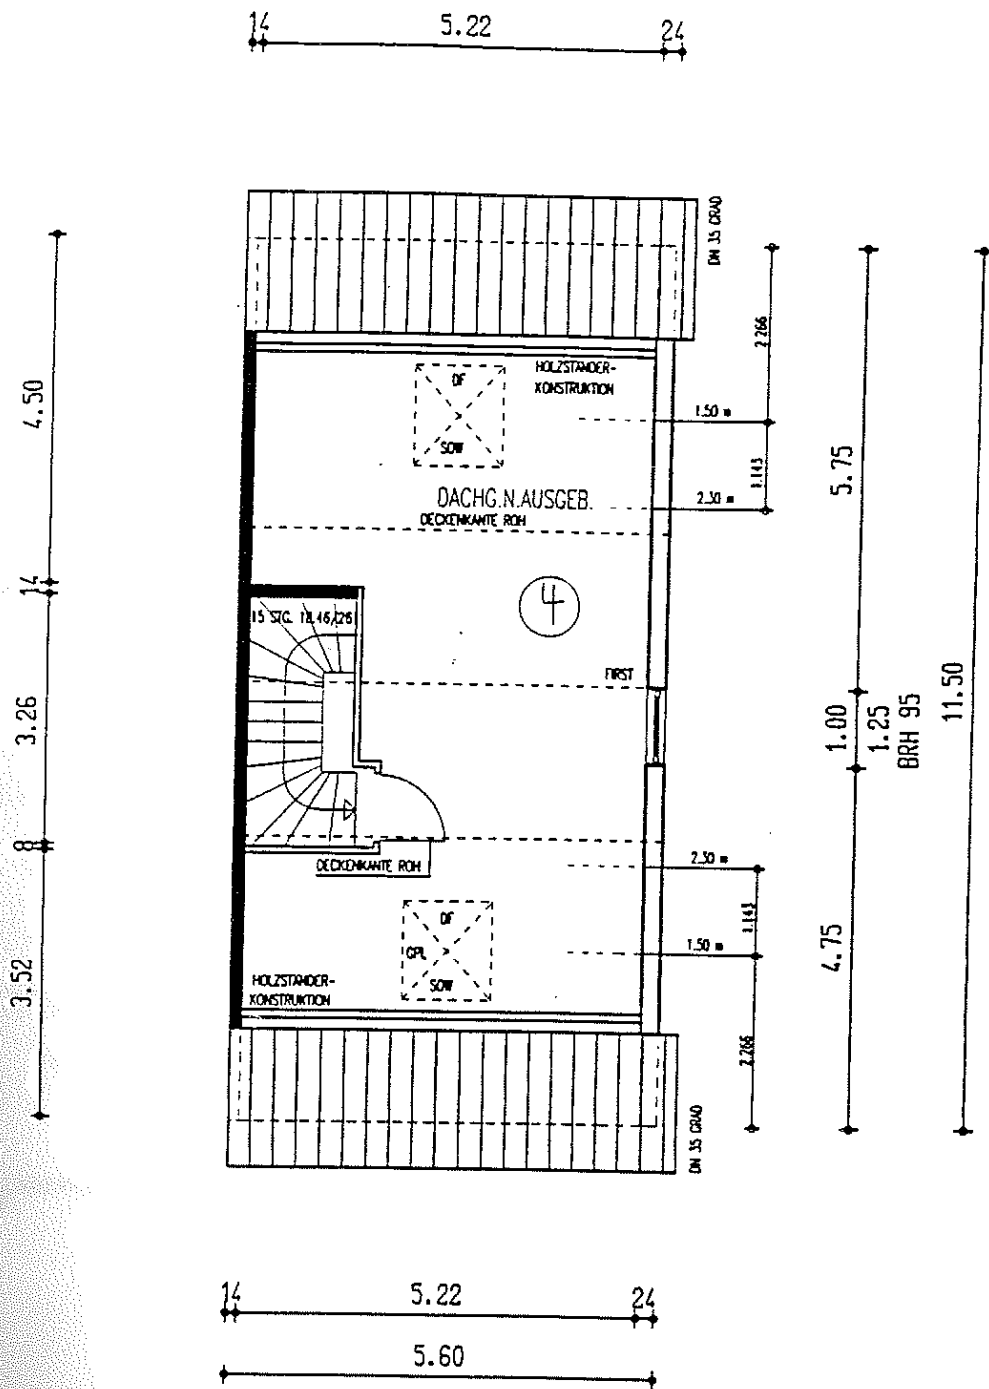 14 5.22 24
DN 35 GRAD
4.50
14
3.26
8
3.52
HOLZSTÄNDER-
KONSTRUKTION
DF
SOW
DACHG.N.AUSGEB.
DECKENKANTE ROH
4
15 STG. 18,46/26
FIRST
DECKENKANTE ROH
DF
GPL
SOW
HOLZSTÄNDER-
KONSTRUKTION
2.266
1.50 m
1.143
2.30 m
2.30 m
1.143
1.50 m
2.266
5.75
1.00
1.25
BRH 95
4.75
11.50
DN 35 GRAD
14 5.22 24
5.60